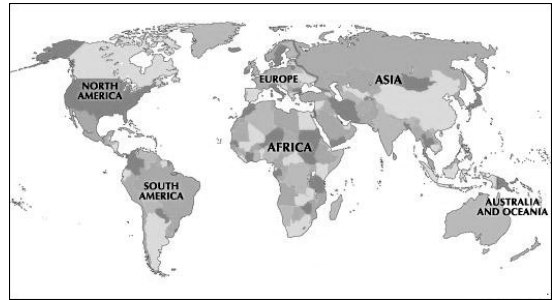 NORTH
AMERICA
EUROPE
ASIA
AFRICA
SOUTH
AMERICA
AUSTRALIA
AND OCEANIA